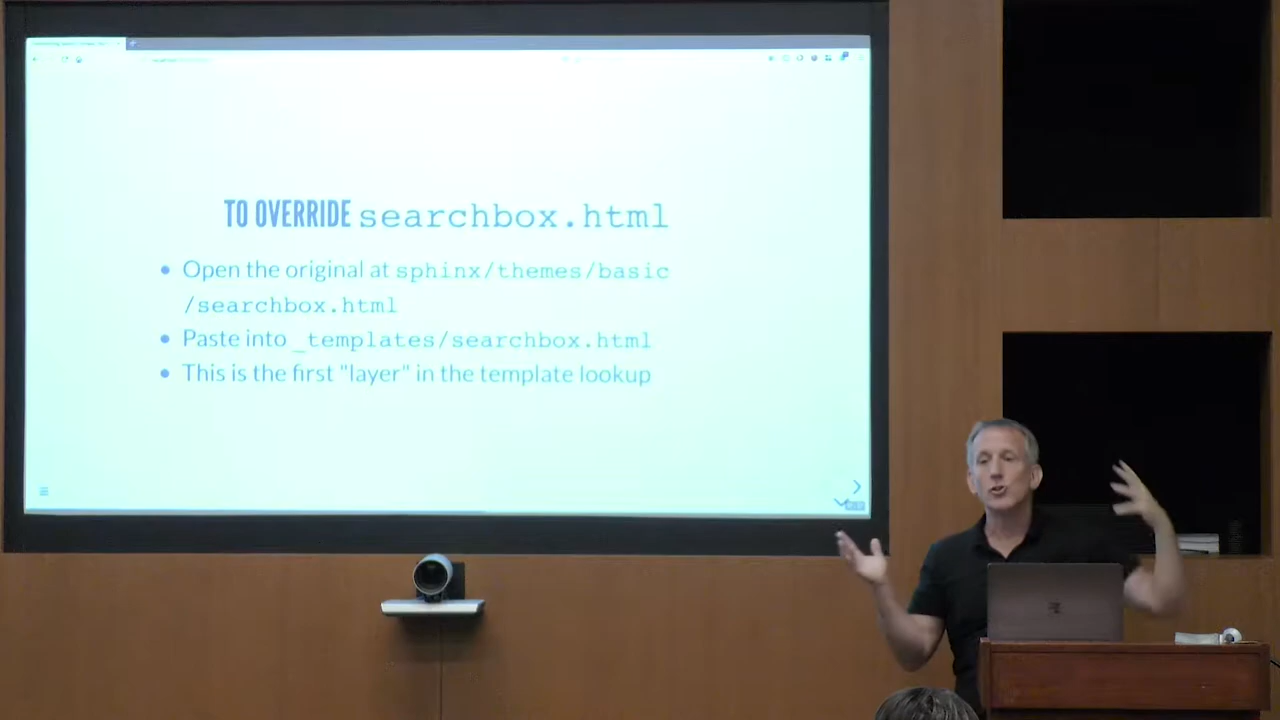 TO OVERRIDE searchbox.html
Open the original at sphinx/themes/basic
/searchbox.html
Paste into _templates/searchbox.html
This is the first "layer" in the template lookup